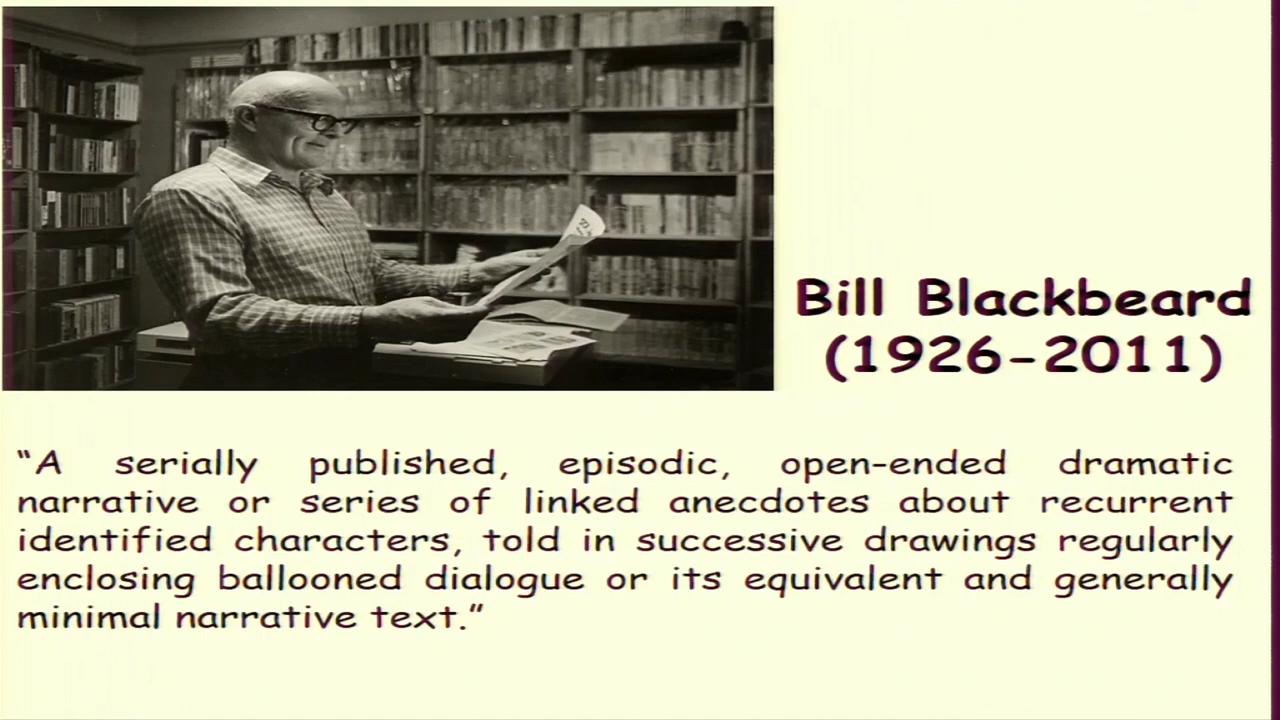 Bill Blackbeard
(1926-2011)
“A serially published, episodic, open-ended dramatic
narrative or series of linked anecdotes about recurrent
identified characters, told in successive drawings regularly
enclosing ballooned dialogue or its equivalent and generally
minimal narrative text.”